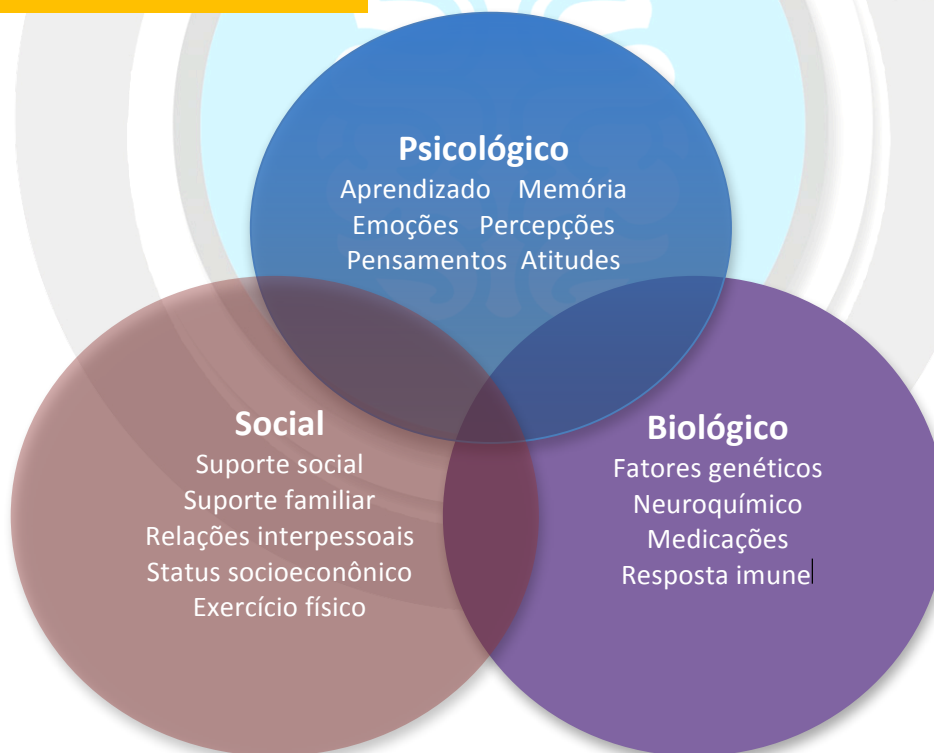 Psicológico
Aprendizado Memória
Emoções Percepções
Pensamentos Atitudes
Social
Suporte social
Suporte familiar
Relações interpessoais
Status socioeconônico
Exercício físico
Biológico
Fatores genéticos
Neuroquímico
Medicações
Resposta imune